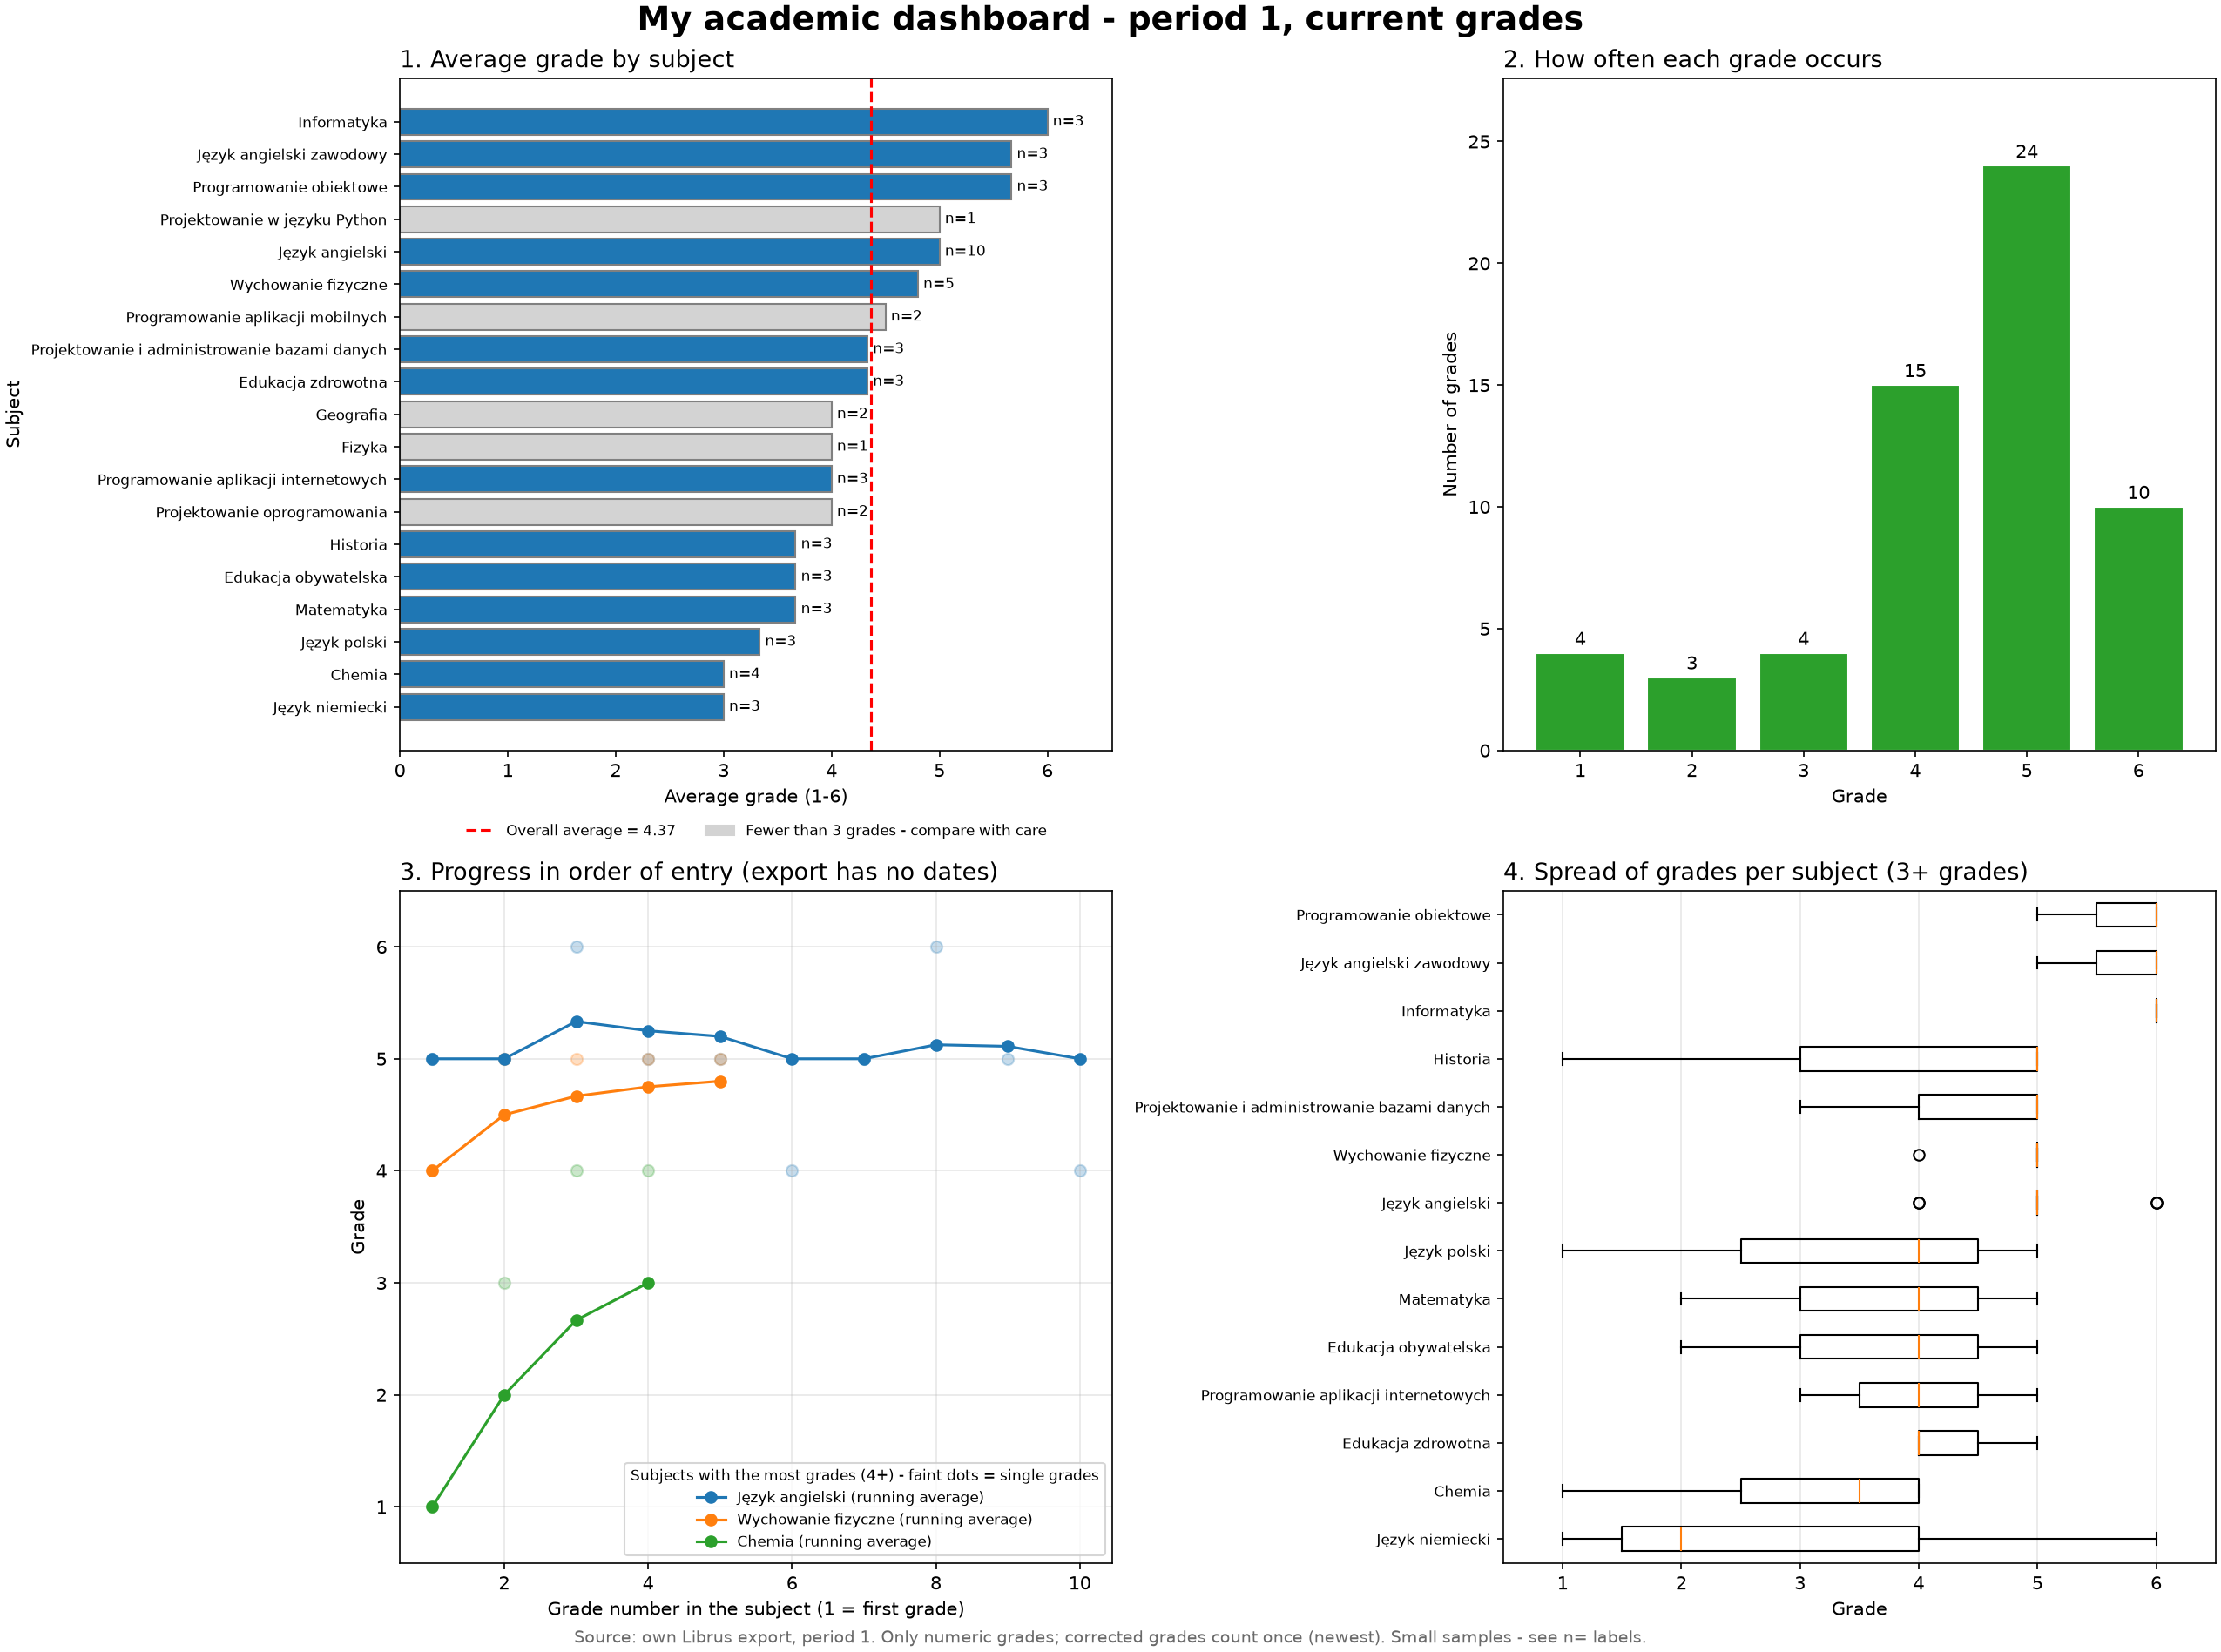 My academic dashboard - period 1, current grades
1. Average grade by subject
Subject
Informatyka
n=3
Język angielski zawodowy
n=3
Programowanie obiektowe
n=3
Projektowanie w języku Python
n=1
Język angielski
n=10
Wychowanie fizyczne
n=5
Programowanie aplikacji mobilnych
n=2
Projektowanie i administrowanie bazami danych
n=3
Edukacja zdrowotna
n=3
Geografia
n=2
Fizyka
n=1
Programowanie aplikacji internetowych
n=3
Projektowanie oprogramowania
n=2
Historia
n=3
Edukacja obywatelska
n=3
Matematyka
n=3
Język polski
n=3
Chemia
n=4
Język niemiecki
n=3
0 1 2 3 4 5 6
Average grade (1-6)
Overall average = 4.37
Fewer than 3 grades - compare with care
2. How often each grade occurs
Number of grades
25
20
15
10
5
0
4
3
4
15
24
10
1 2 3 4 5 6
Grade
3. Progress in order of entry (export has no dates)
Grade
6
5
4
3
2
1
Subjects with the most grades (4+) - faint dots = single grades
Język angielski (running average)
Wychowanie fizyczne (running average)
Chemia (running average)
2 4 6 8 10
Grade number in the subject (1 = first grade)
4. Spread of grades per subject (3+ grades)
Programowanie obiektowe
Język angielski zawodowy
Informatyka
Historia
Projektowanie i administrowanie bazami danych
Wychowanie fizyczne
Język angielski
Język polski
Matematyka
Edukacja obywatelska
Programowanie aplikacji internetowych
Edukacja zdrowotna
Chemia
Język niemiecki
1 2 3 4 5 6
Grade
Source: own Librus export, period 1. Only numeric grades; corrected grades count once (newest). Small samples - see n= labels.